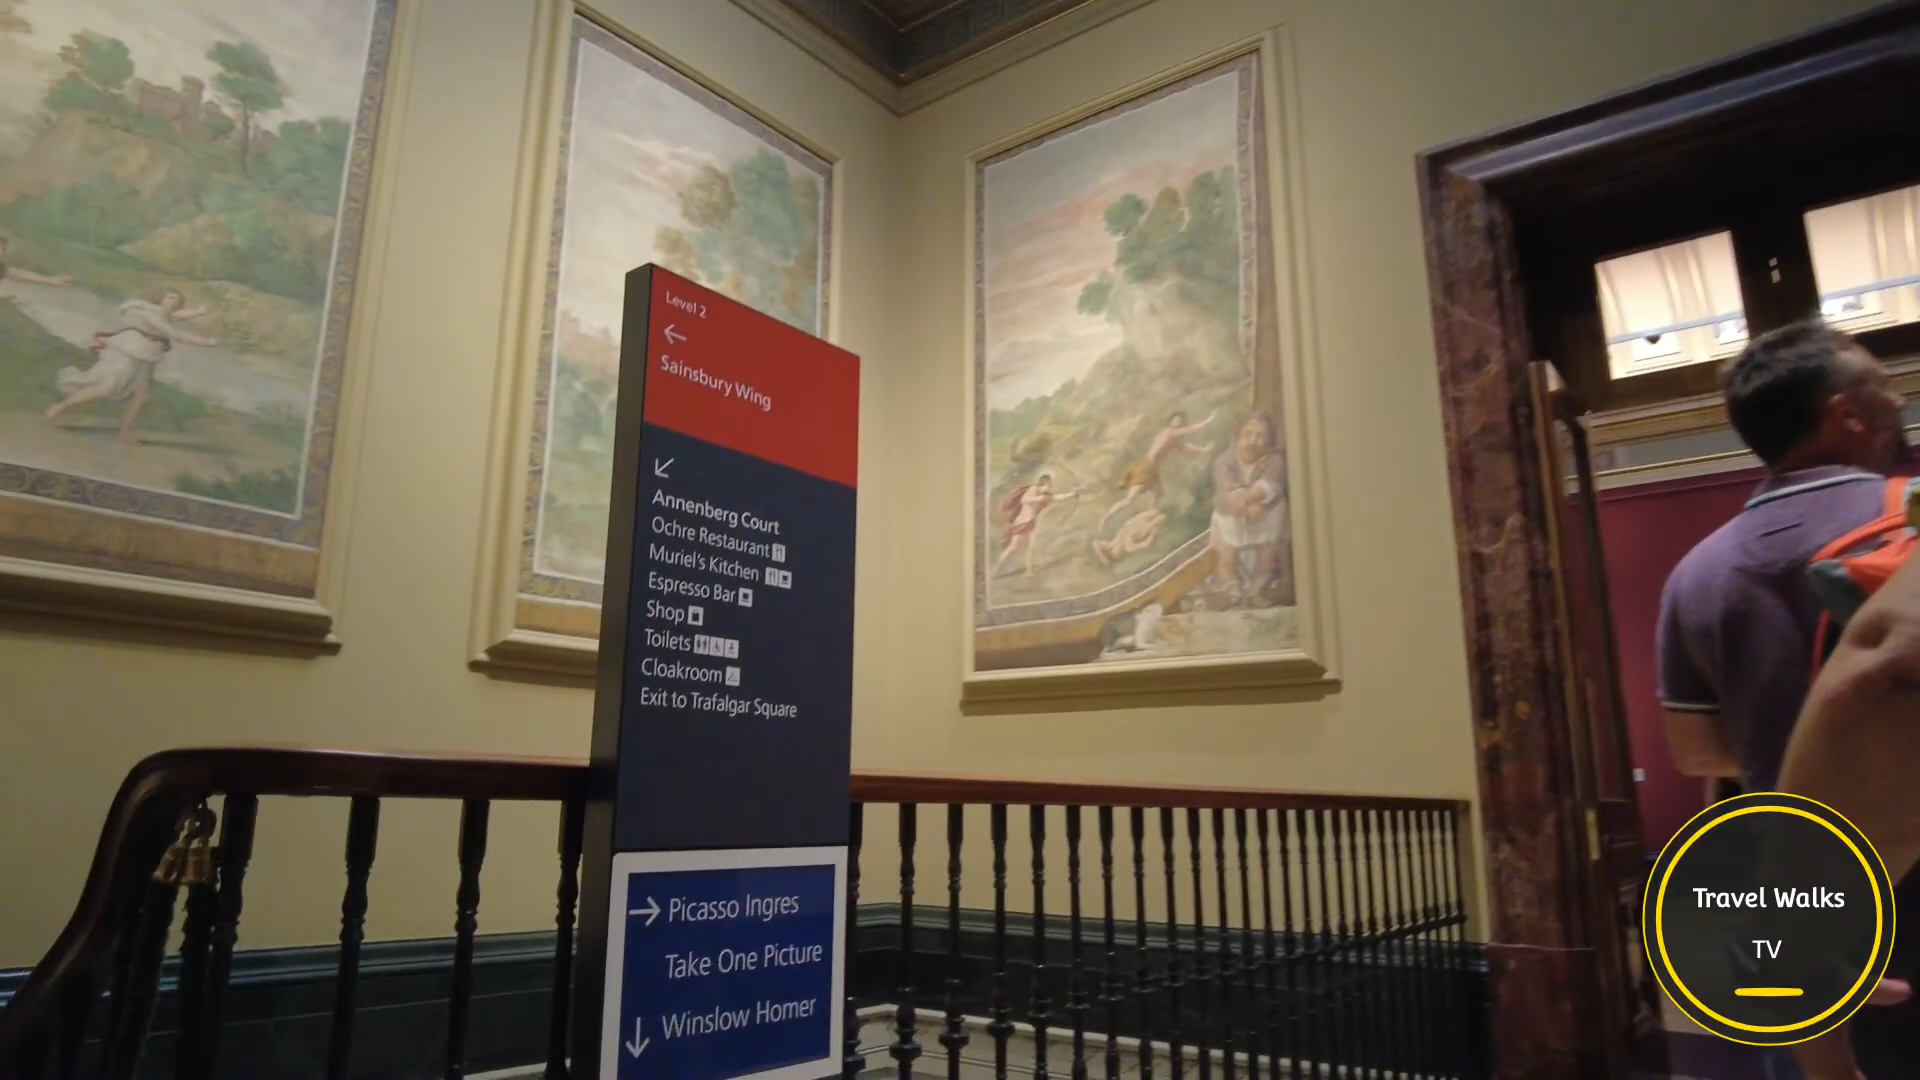 Level 2
Sainsbury Wing
Annenberg Court
Ochre Restaurant
Muriel's Kitchen
Espresso Bar
Shop
Toilets
Cloakroom
Exit to Trafalgar Square
Picasso Ingres
Take One Picture
Winslow Homer
Travel Walks
TV